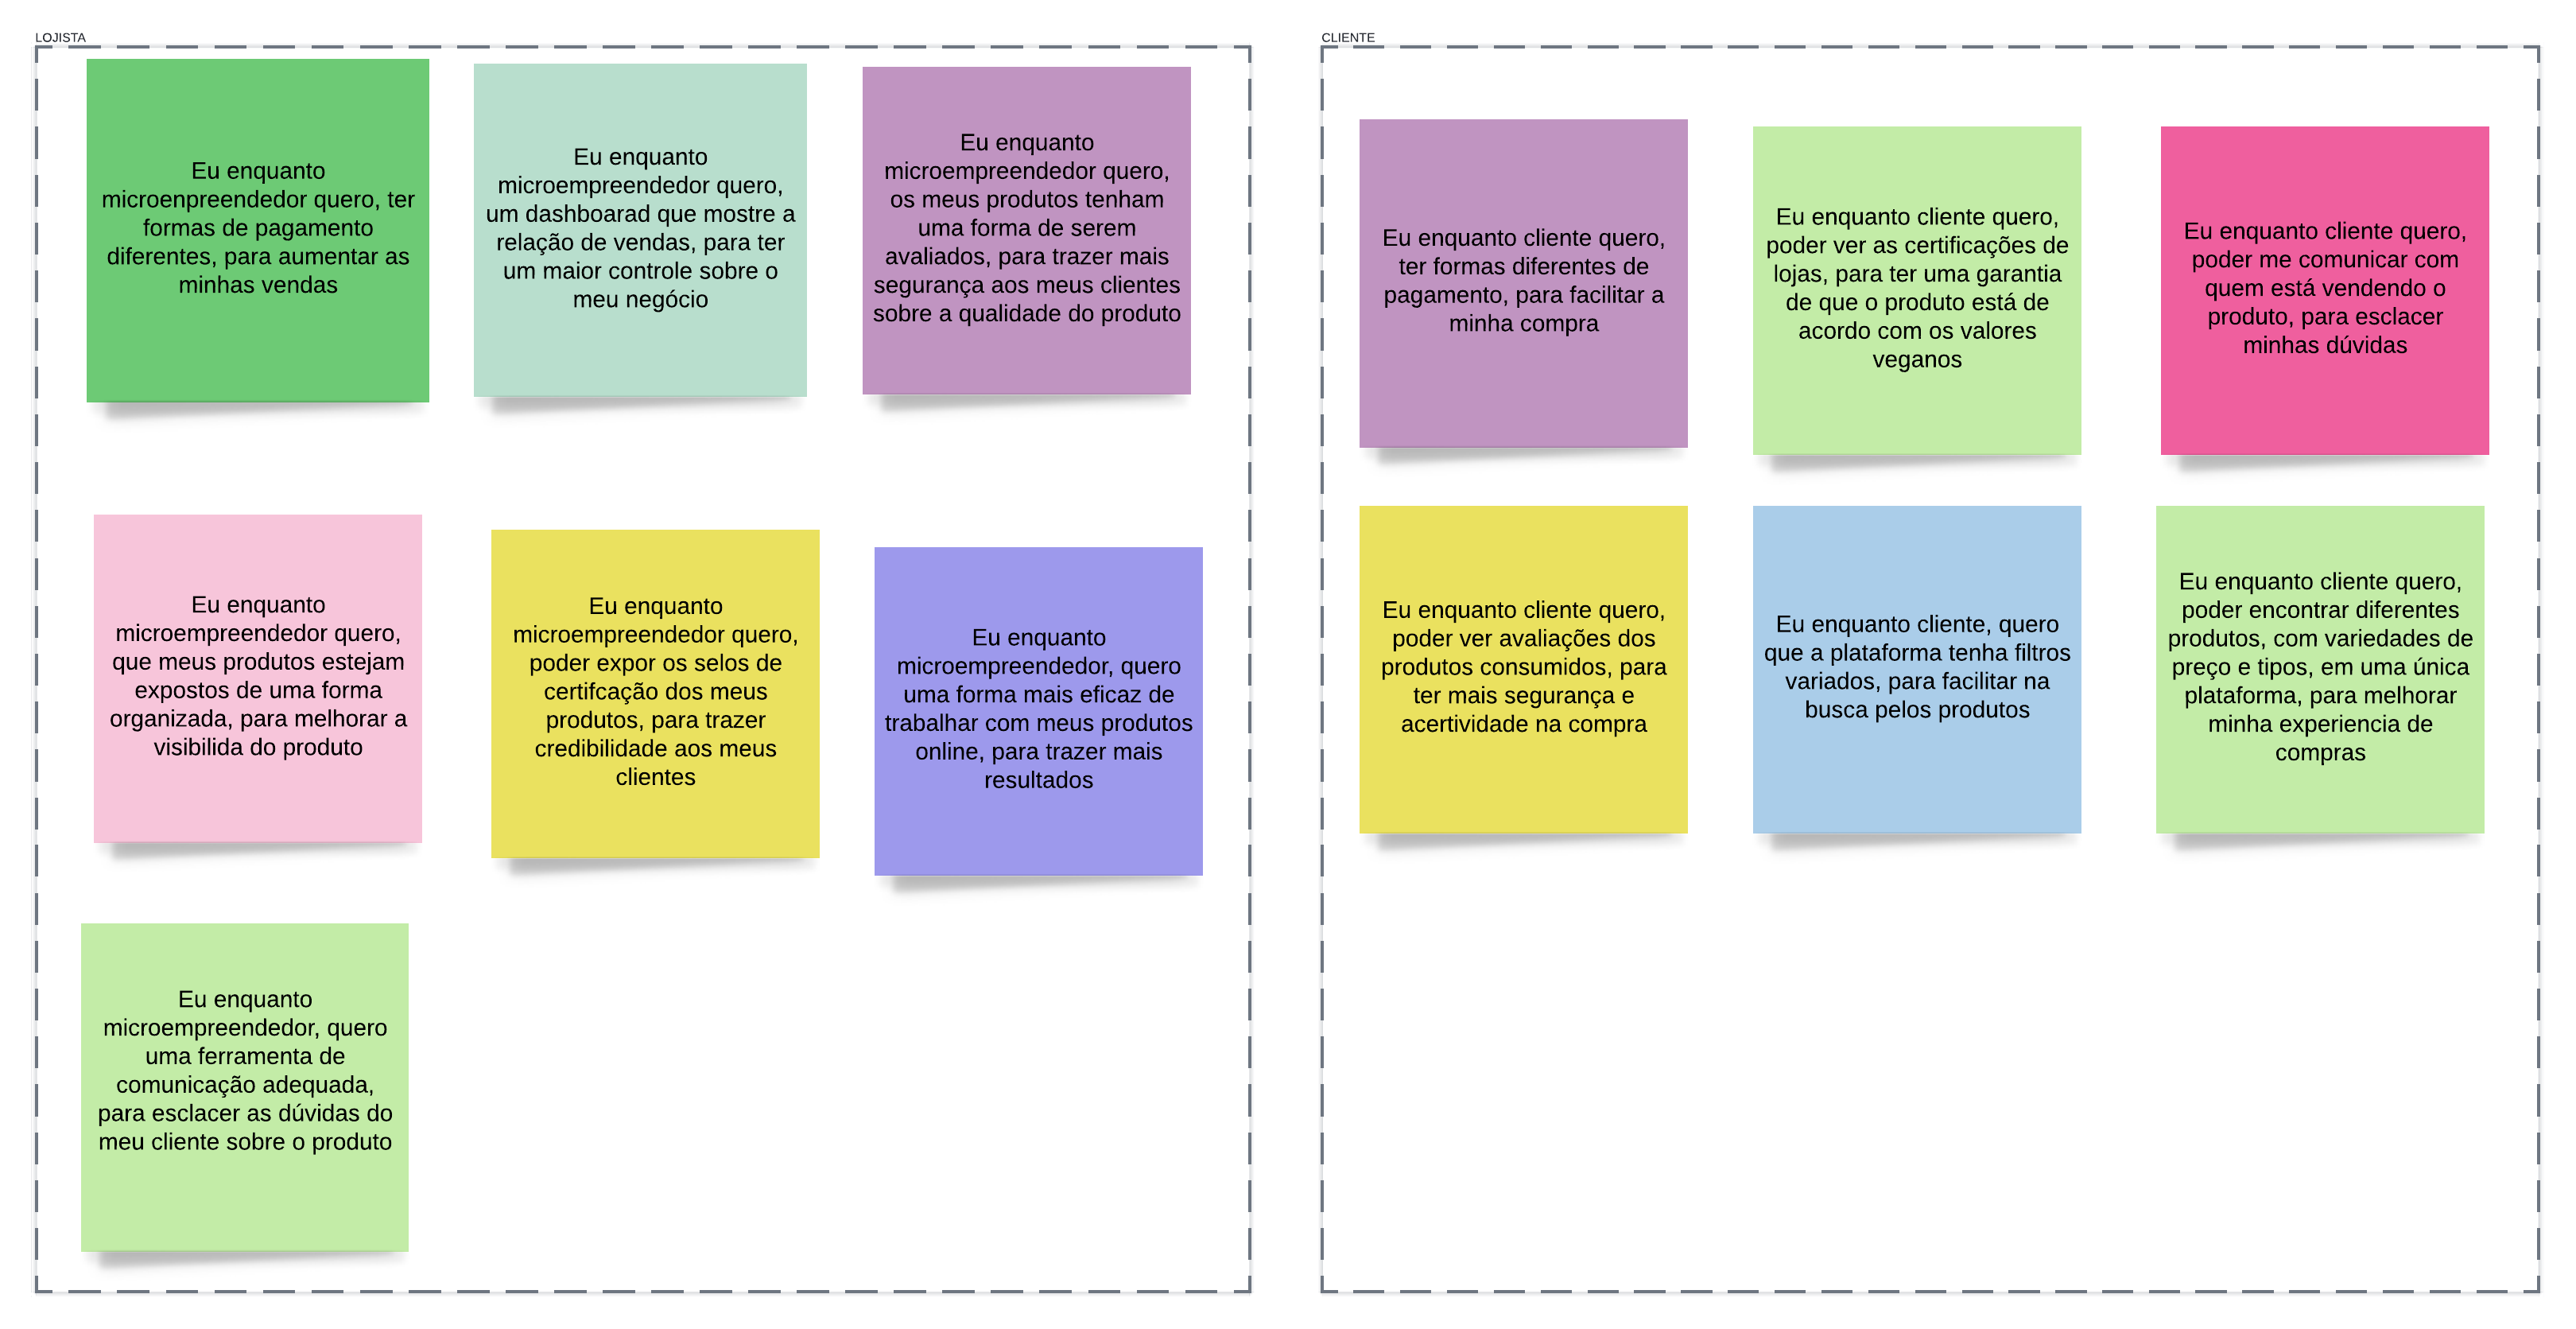 LOJISTA
Eu enquanto
microenpreendedor quero, ter
formas de pagamento
diferentes, para aumentar as
minhas vendas
Eu enquanto
microempreendedor quero,
um dashboarad que mostre a
relação de vendas, para ter
um maior controle sobre o
meu negócio
Eu enquanto
microempreendedor quero,
os meus produtos tenham
uma forma de serem
avaliados, para trazer mais
segurança aos meus clientes
sobre a qualidade do produto
Eu enquanto
microempreendedor quero,
que meus produtos estejam
expostos de uma forma
organizada, para melhorar a
visibilida do produto
Eu enquanto
microempreendedor quero,
poder expor os selos de
certifcação dos meus
produtos, para trazer
credibilidade aos meus
clientes
Eu enquanto
microempreendedor, quero
uma forma mais eficaz de
trabalhar com meus produtos
online, para trazer mais
resultados
Eu enquanto
microempreendedor, quero
uma ferramenta de
comunicação adequada,
para esclacer as dúvidas do
meu cliente sobre o produto
CLIENTE
Eu enquanto cliente quero,
ter formas diferentes de
pagamento, para facilitar a
minha compra
Eu enquanto cliente quero,
poder ver as certificações de
lojas, para ter uma garantia
de que o produto está de
acordo com os valores
veganos
Eu enquanto cliente quero,
poder me comunicar com
quem está vendendo o
produto, para esclacer
minhas dúvidas
Eu enquanto cliente quero,
poder ver avaliações dos
produtos consumidos, para
ter mais segurança e
acertividade na compra
Eu enquanto cliente, quero
que a plataforma tenha filtros
variados, para facilitar na
busca pelos produtos
Eu enquanto cliente quero,
poder encontrar diferentes
produtos, com variedades de
preço e tipos, em uma única
plataforma, para melhorar
minha experiencia de
compras